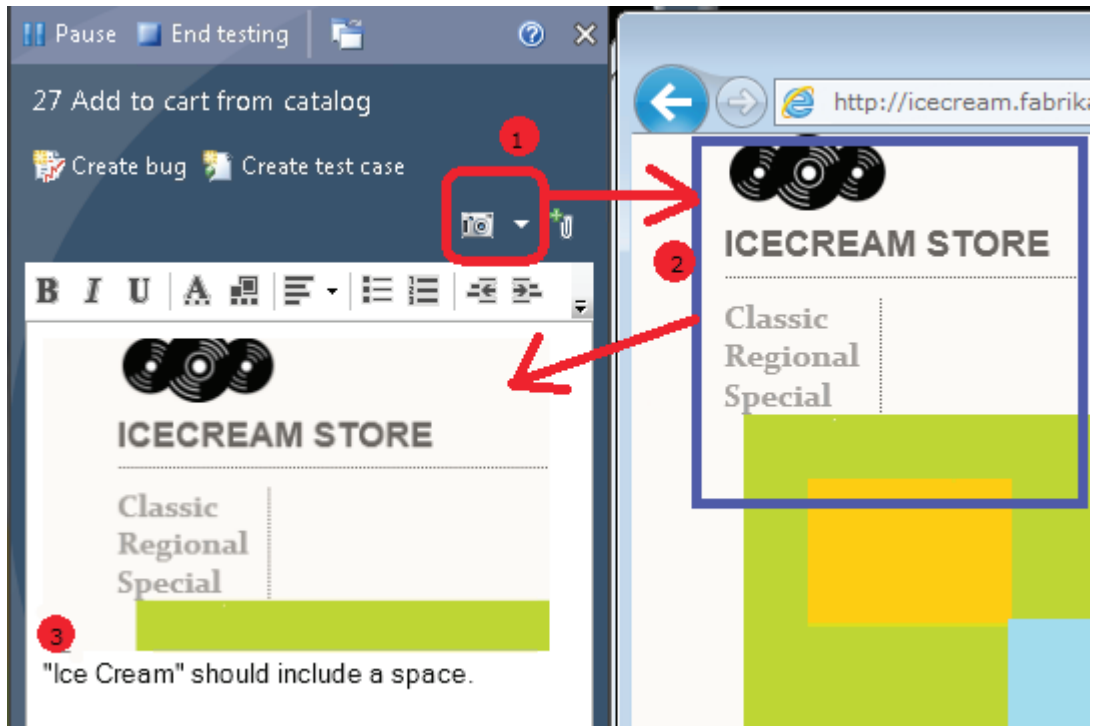 Pause End testing
27 Add to cart from catalog
Create bug Create test case
1
B I U A
ICECREAM STORE
Classic
Regional
Special
3
"Ice Cream" should include a space.
http://icecream.fabrika
2
ICECREAM STORE
Classic
Regional
Special